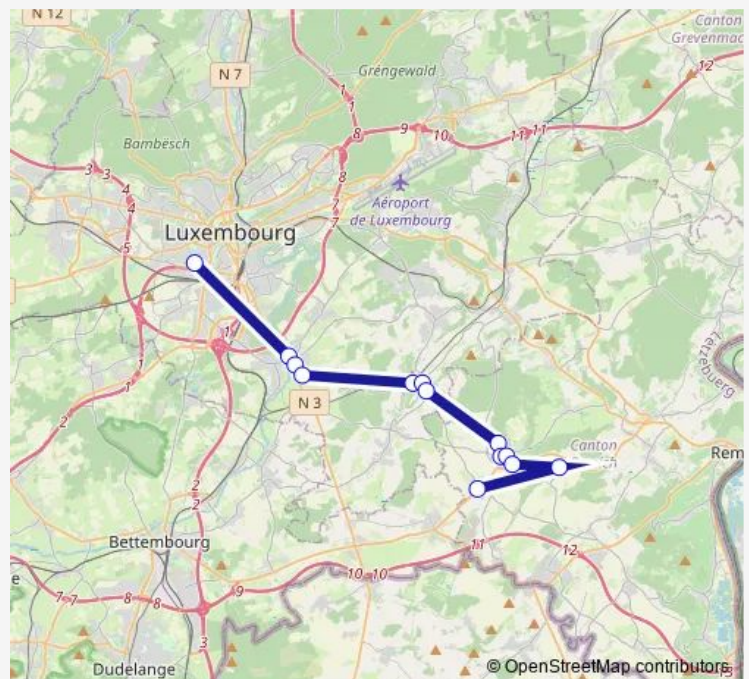 N 12
Canton
Grevenmac
N 7
Gréngewald
12
1
1
8
9
10
11
11
Bambësch
3
3
4
4
5
8
7
7
Aéroport
de Luxembourg
Luxembourg
1
1
1
2
N 3
Lëtzebuerg
Canton
Rem
2
2
Bettembourg
11
12
10
10
9
7
7
8
8
3
Dudelange
13
© OpenStreetMap contributors